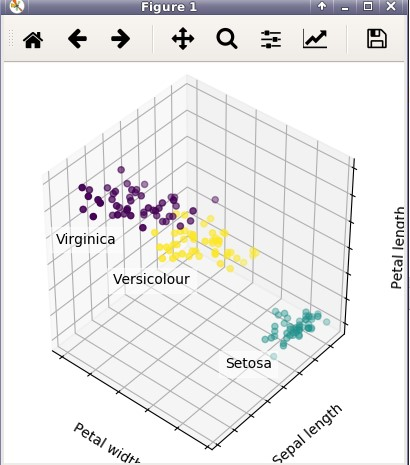 Figure 1
Virginica
Versicolour
Setosa
Petal length
Petal width
Sepal length